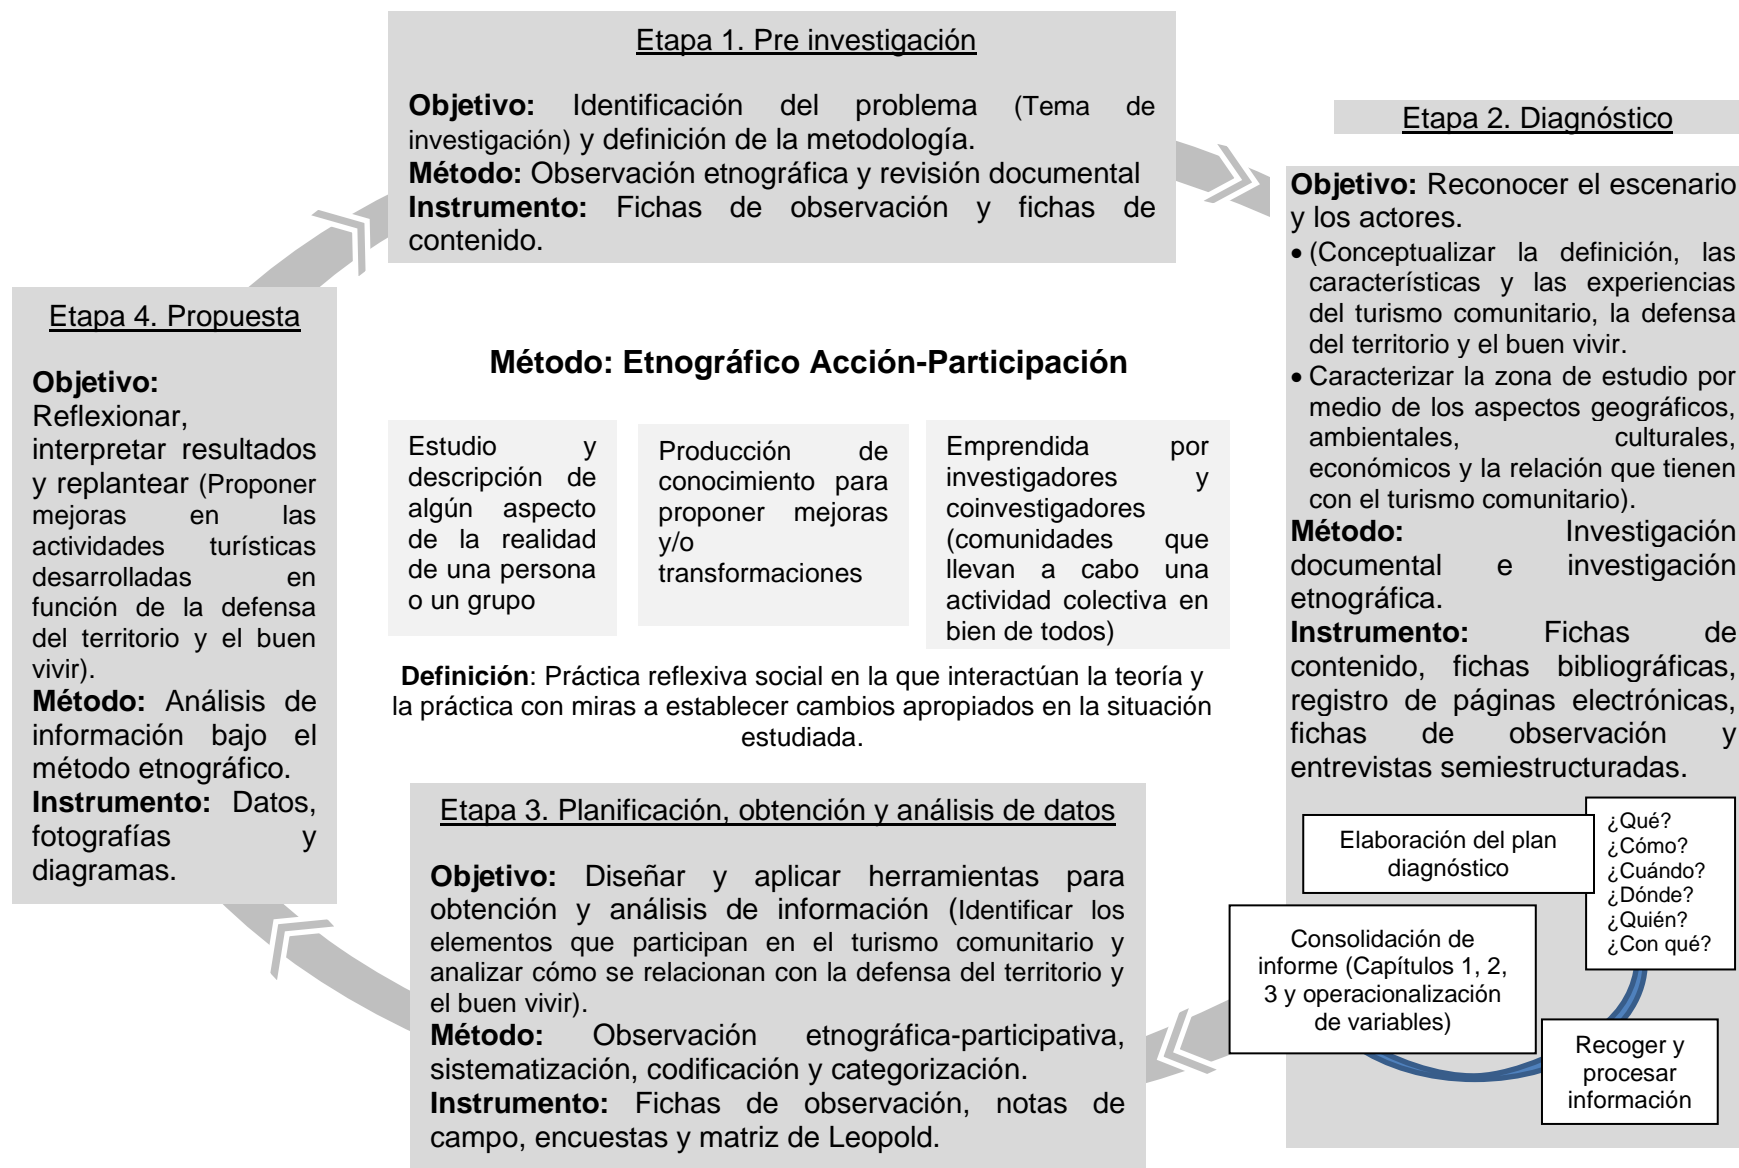 Etapa 1. Pre investigación
Objetivo: Identificación del problema (Tema de
investigación) y definición de la metodología.
Método: Observación etnográfica y revisión documental
Instrumento: Fichas de observación y fichas de
contenido.
Etapa 2. Diagnóstico
Objetivo: Reconocer el escenario
y los actores.
• (Conceptualizar la definición, las
características y las experiencias
del turismo comunitario, la defensa
del territorio y el buen vivir.
• Caracterizar la zona de estudio por
medio de los aspectos geográficos,
ambientales, culturales,
económicos y la relación que tienen
con el turismo comunitario).
Método: Investigación
documental e investigación
etnográfica.
Instrumento: Fichas de
contenido, fichas bibliográficas,
registro de páginas electrónicas,
fichas de observación y
entrevistas semiestructuradas.
Elaboración del plan
diagnóstico
¿Qué?
¿Cómo?
¿Cuándo?
¿Dónde?
¿Quién?
¿Con qué?
Recoger y
procesar
información
Consolidación de
informe (Capítulos 1, 2,
3 y operacionalización
de variables)
Etapa 3. Planificación, obtención y análisis de datos
Objetivo: Diseñar y aplicar herramientas para
obtención y análisis de información (Identificar los
elementos que participan en el turismo comunitario y
analizar cómo se relacionan con la defensa del territorio y
el buen vivir).
Método: Observación etnográfica-participativa,
sistematización, codificación y categorización.
Instrumento: Fichas de observación, notas de
campo, encuestas y matriz de Leopold.
Etapa 4. Propuesta
Objetivo:
Reflexionar,
interpretar resultados
y replantear (Proponer
mejoras en las
actividades turísticas
desarrolladas en
función de la defensa
del territorio y el buen
vivir).
Método: Análisis de
información bajo el
método etnográfico.
Instrumento: Datos,
fotografías y
diagramas.
Método: Etnográfico Acción-Participación
Estudio y
descripción de
algún aspecto
de la realidad
de una persona
o un grupo
Producción de
conocimiento para
proponer mejoras
y/o
transformaciones
Emprendida por
investigadores y
coinvestigadores
(comunidades que
llevan a cabo una
actividad colectiva en
bien de todos)
Definición: Práctica reflexiva social en la que interactúan la teoría y
la práctica con miras a establecer cambios apropiados en la situación
estudiada.